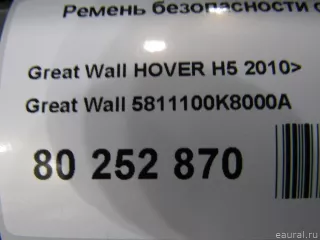 Ремень безопасности с
Great Wall HOVER H5 2010>
Great Wall 5811100K8000A
80 252 870
eaural.ru